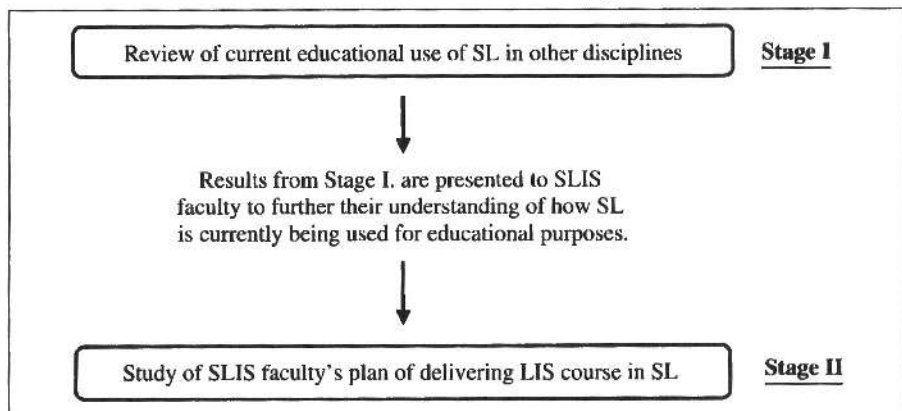 Review of current educational use of SL in other disciplines
Stage I
Results from Stage I. are presented to SLIS
faculty to further their understanding of how SL
is currently being used for educational purposes.
Study of SLIS faculty's plan of delivering LIS course in SL
Stage II